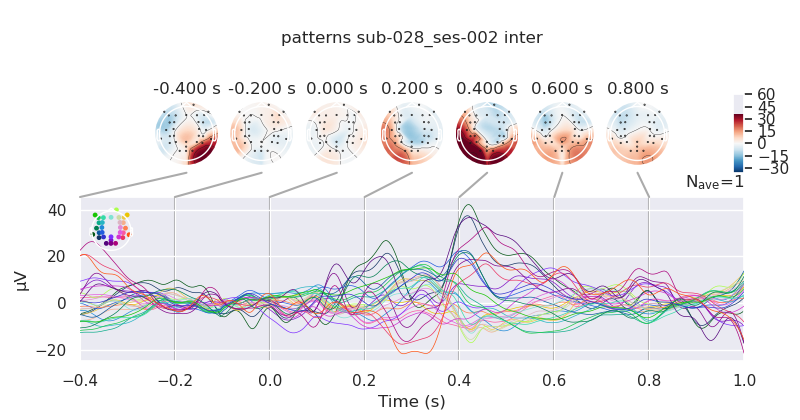 patterns sub-028_ses-002 inter
-0.400 s -0.200 s 0.000 s 0.200 s 0.400 s 0.600 s 0.800 s
60
45
30
15
0
−15
−30
Nave=1
40
20
0
−20
µV
−0.4 −0.2 0.0 0.2 0.4 0.6 0.8 1.0
Time (s)